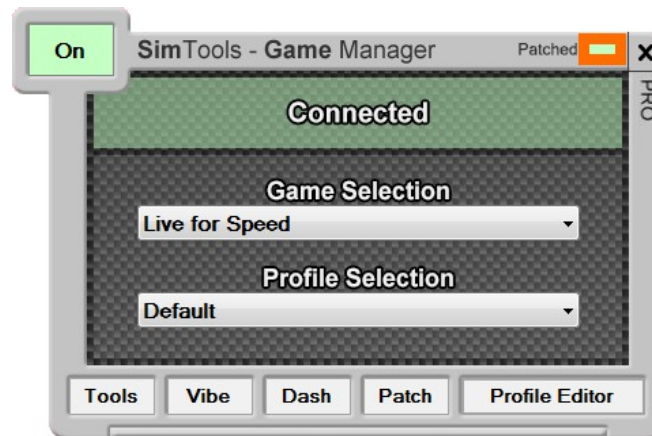 On
SimTools - Game Manager
Patched
X
PRO
Connected
Game Selection
Live for Speed
Profile Selection
Default
Tools
Vibe
Dash
Patch
Profile Editor